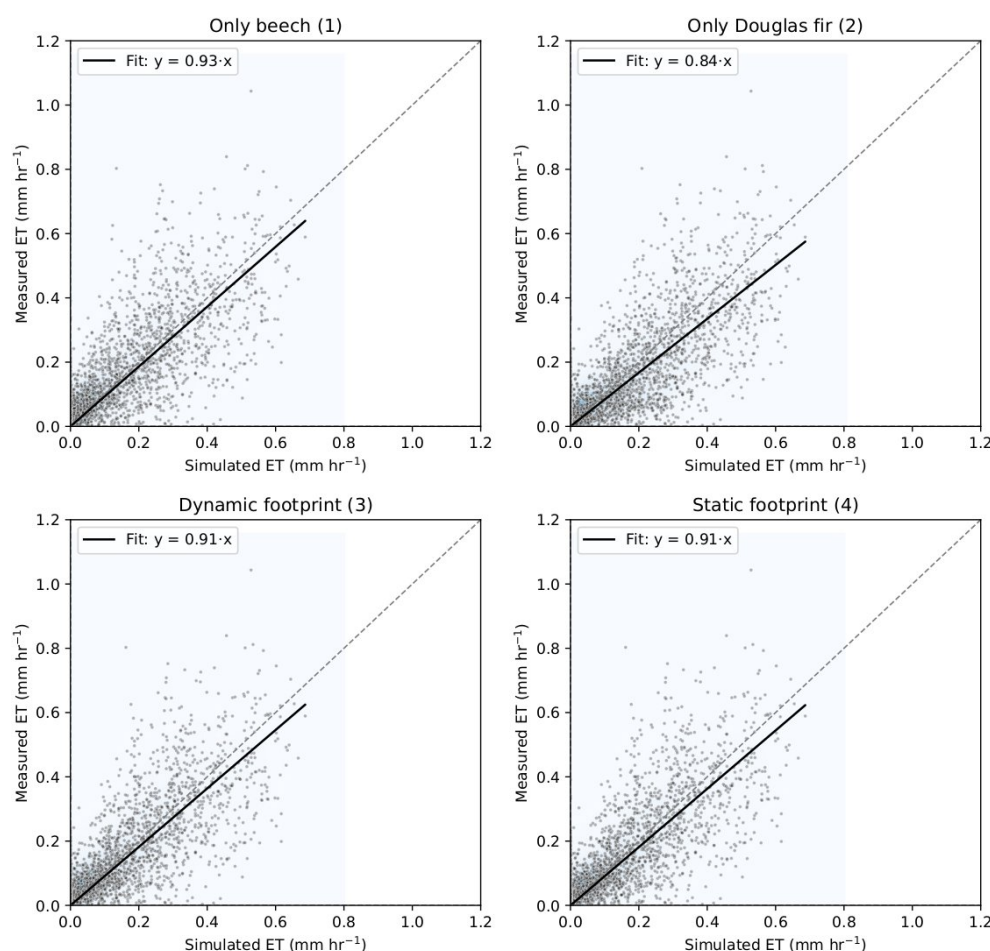 Only beech (1)
Fit: y = 0.93·x
1.2
1.0
0.8
0.6
0.4
0.2
0.0
Measured ET (mm hr⁻¹)
0.0 0.2 0.4 0.6 0.8 1.0 1.2
Simulated ET (mm hr⁻¹)
Only Douglas fir (2)
Fit: y = 0.84·x
1.2
1.0
0.8
0.6
0.4
0.2
0.0
Measured ET (mm hr⁻¹)
0.0 0.2 0.4 0.6 0.8 1.0 1.2
Simulated ET (mm hr⁻¹)
Dynamic footprint (3)
Fit: y = 0.91·x
1.2
1.0
0.8
0.6
0.4
0.2
0.0
Measured ET (mm hr⁻¹)
0.0 0.2 0.4 0.6 0.8 1.0 1.2
Simulated ET (mm hr⁻¹)
Static footprint (4)
Fit: y = 0.91·x
1.2
1.0
0.8
0.6
0.4
0.2
0.0
Measured ET (mm hr⁻¹)
0.0 0.2 0.4 0.6 0.8 1.0 1.2
Simulated ET (mm hr⁻¹)